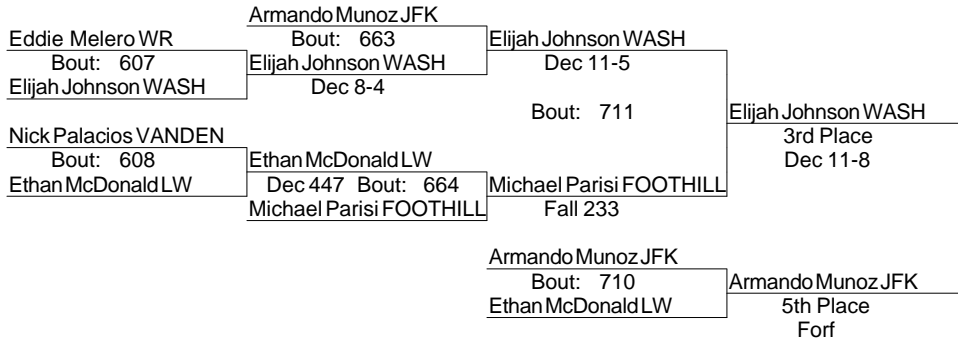 Armando Munoz JFK
Eddie Melero WR
Bout: 663
Elijah Johnson WASH
Bout: 607
Elijah Johnson WASH
Dec 11-5
Elijah Johnson WASH
Dec 8-4
Bout: 711
Elijah Johnson WASH
Nick Palacios VANDEN
3rd Place
Bout: 608
Ethan McDonald LW
Dec 11-8
Ethan McDonald LW
Dec 447 Bout: 664
Michael Parisi FOOTHILL
Michael Parisi FOOTHILL
Fall 233
Armando Munoz JFK
Bout: 710
Armando Munoz JFK
Ethan McDonald LW
5th Place
Forf